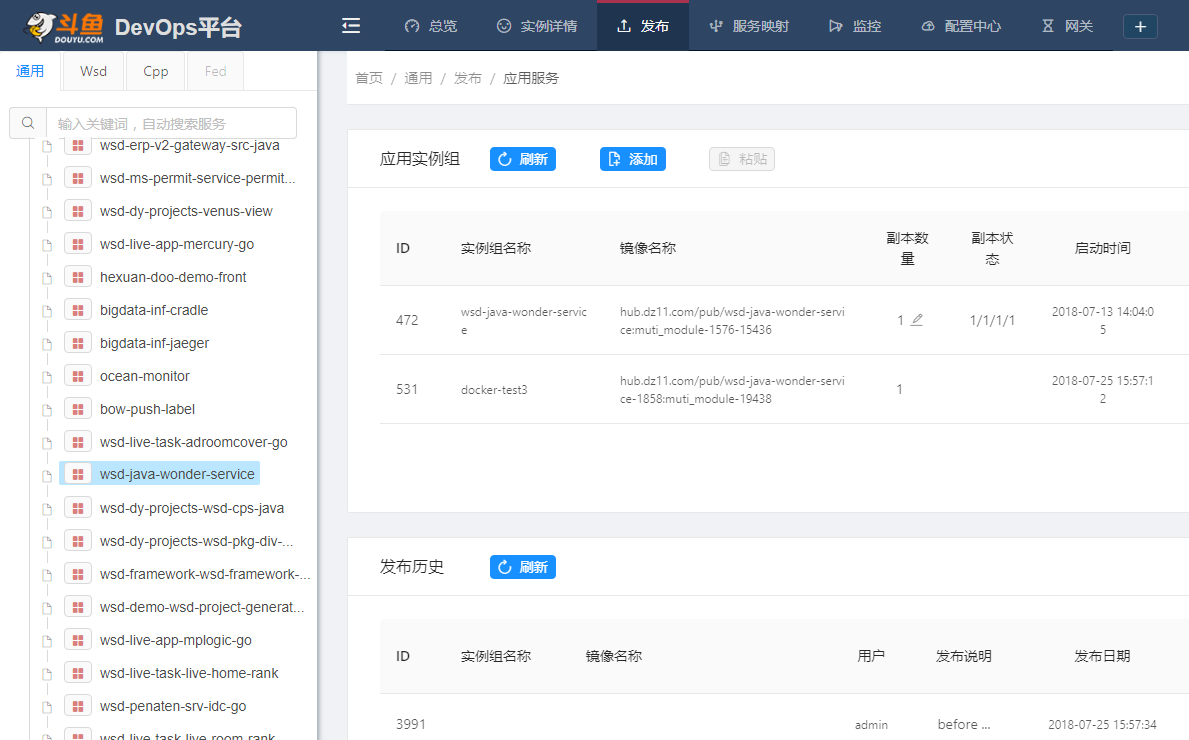 斗鱼
DOUYU.COM
DevOps平台
总览
实例详情
发布
服务映射
监控
配置中心
网关
通用
Wsd
Cpp
Fed
输入关键词，自动搜索服务
wsd-erp-v2-gateway-src-java
wsd-ms-permit-service-permit...
wsd-dy-projects-venus-view
wsd-live-app-mercury-go
hexuan-doo-demo-front
bigdata-inf-cradle
bigdata-inf-jaeger
ocean-monitor
bow-push-label
wsd-live-task-adroomcover-go
wsd-java-wonder-service
wsd-dy-projects-wsd-cps-java
wsd-dy-projects-wsd-pkg-div-...
wsd-framework-wsd-framework-...
wsd-demo-wsd-project-generat...
wsd-live-app-mplogic-go
wsd-live-task-live-home-rank
wsd-penaten-srv-idc-go
wsd-live-task-live-room-rank
首页 / 通用 / 发布 / 应用服务
应用实例组
刷新
添加
粘贴
ID
实例组名称
镜像名称
副本数
量
副本状
态
启动时间
472
wsd-java-wonder-servic
e
hub.dz11.com/pub/wsd-java-wonder-servi
ce:muti_module-1576-15436
1
1/1/1/1
2018-07-13 14:04:0
5
531
docker-test3
hub.dz11.com/pub/wsd-java-wonder-servi
ce-1858:muti_module-19438
1
2018-07-25 15:57:1
2
发布历史
刷新
ID
实例组名称
镜像名称
用户
发布说明
发布日期
3991
admin
before ...
2018-07-25 15:57:34